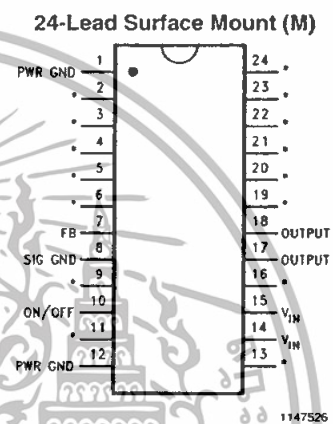 24-Lead Surface Mount (M)
PWR GND 1 24 *
* 2 23 *
* 3 22 *
* 4 21 *
* 5 20 *
* 6 19 *
FB 7 18 OUTPUT
SIG GND 8 17 OUTPUT
* 9 16 *
ON/OFF 10 15 VIN
* 11 14 VIN
PWR GND 12 13 *
1147526